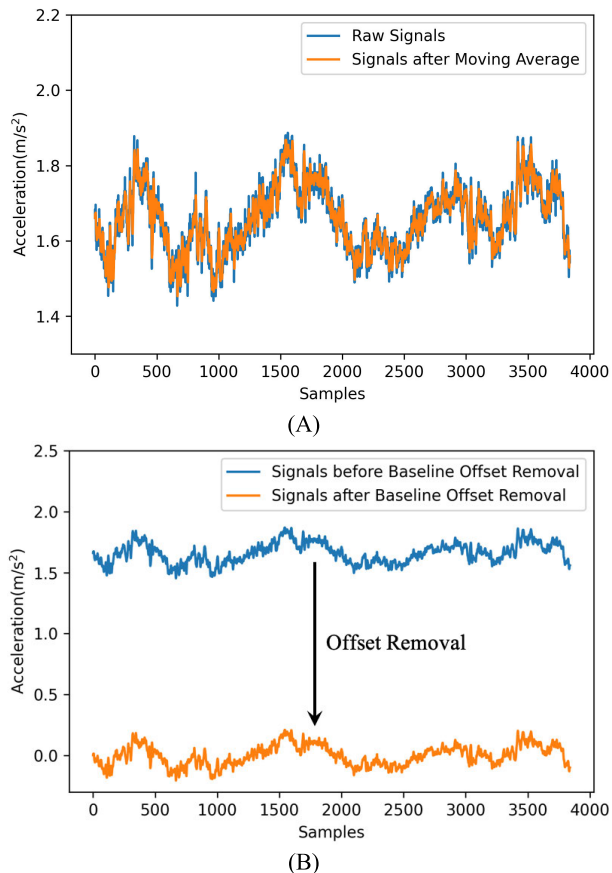 2.2
2.0
1.8
1.6
1.4
Acceleration(m/s²)
Raw Signals
Signals after Moving Average
0 500 1000 1500 2000 2500 3000 3500 4000
Samples
(A)
2.5
2.0
1.5
1.0
0.5
0.0
Acceleration(m/s²)
Signals before Baseline Offset Removal
Signals after Baseline Offset Removal
Offset Removal
0 500 1000 1500 2000 2500 3000 3500 4000
Samples
(B)